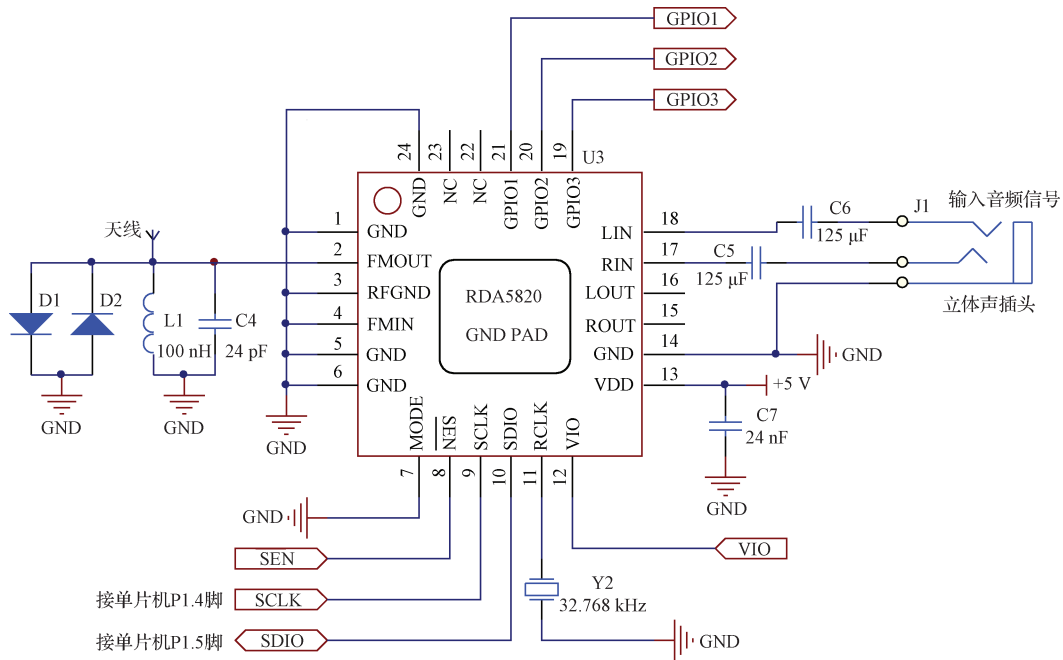 GPIO1
GPIO2
GPIO3
24
23
22
21
20
19
U3
GND
NC
NC
GPIO1
GPIO2
GPIO3
天线
1
GND
2
FMOUT
3
RFGND
4
FMIN
5
GND
6
GND
RDA5820
GND PAD
LIN
18
RIN
17
LOUT
16
ROUT
15
GND
14
VDD
13
C6
125 μF
C5
125 μF
J1
输入音频信号
立体声插头
GND
+5 V
C7
24 nF
GND
D1
D2
L1
100 nH
C4
24 pF
GND
GND
GND
MODE
SEN
SCLK
SDIO
RCLK
VIO
7
8
9
10
11
12
GND
SEN
接单片机P1.4脚
SCLK
接单片机P1.5脚
SDIO
VIO
Y2
32.768 kHz
GND